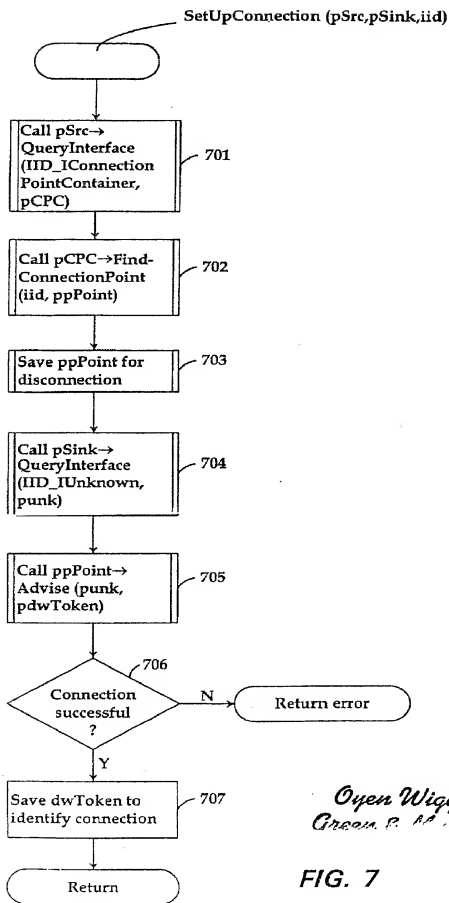 SetUpConnection (pSrc,pSink,iid)
Call pSrc→
QueryInterface
(IID_IConnection
PointContainer,
pCPC)
701
Call pCPC→Find-
ConnectionPoint
(iid, ppPoint)
702
Save ppPoint for
disconnection
703
Call pSink→
QueryInterface
(IID_IUnknown,
punk)
704
Call ppPoint→
Advise (punk,
pdwToken)
705
706
Connection
successful
?
N
Return error
Y
Save dwToken to
identify connection
707
Return
Oyen
Green
FIG. 7